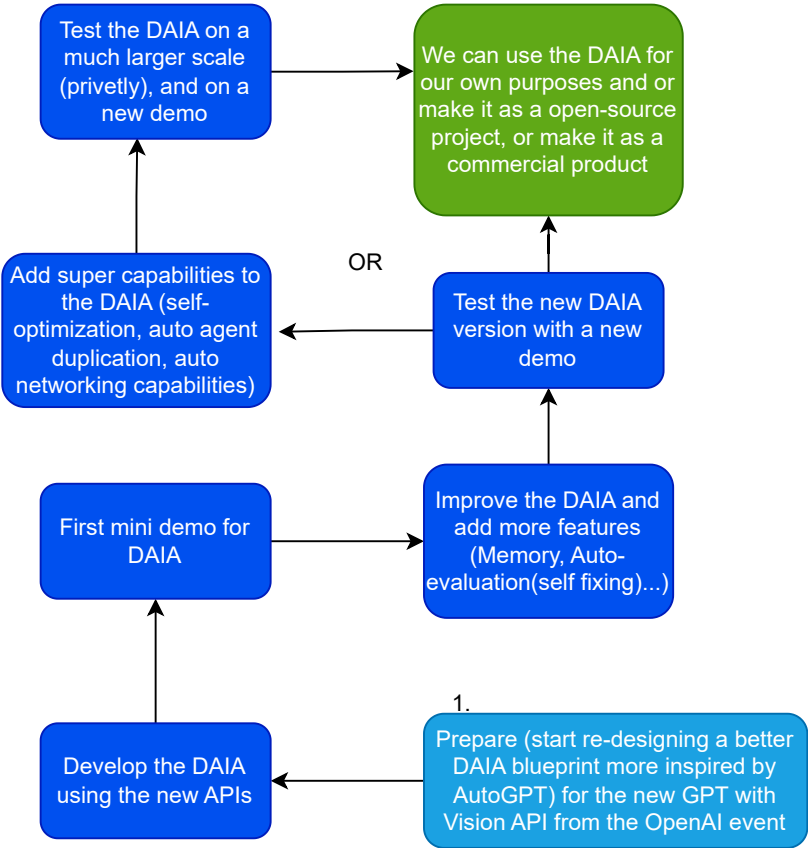 Test the DAIA on a
much larger scale
(privetly), and on a
new demo
We can use the DAIA for
our own purposes and or
make it as a open-source
project, or make it as a
commercial product
OR
Add super capabilities to
the DAIA (self-
optimization, auto agent
duplication, auto
networking capabilities)
Test the new DAIA
version with a new
demo
First mini demo for
DAIA
Improve the DAIA and
add more features
(Memory, Auto-
evaluation(self fixing)...)
1.
Develop the DAIA
using the new APIs
Prepare (start re-designing a better
DAIA blueprint more inspired by
AutoGPT) for the new GPT with
Vision API from the OpenAI event